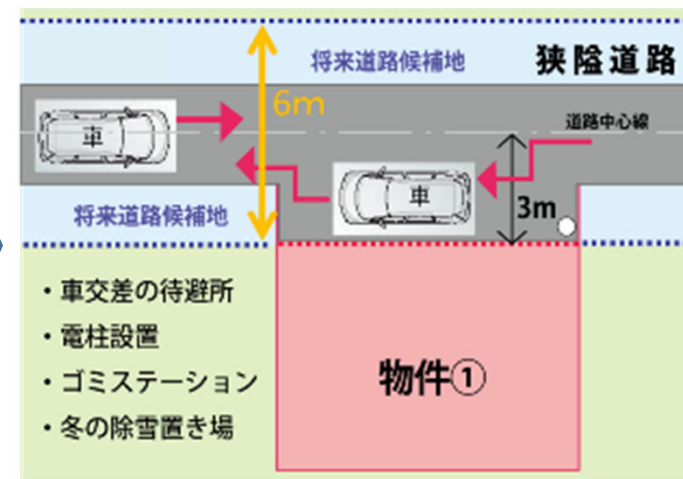 将来道路候補地
狭隘道路
6m
車
道路中心線
車
3m
将来道路候補地
・車交差の待避所
・電柱設置
・ゴミステーション
・冬の除雪置き場
物件①